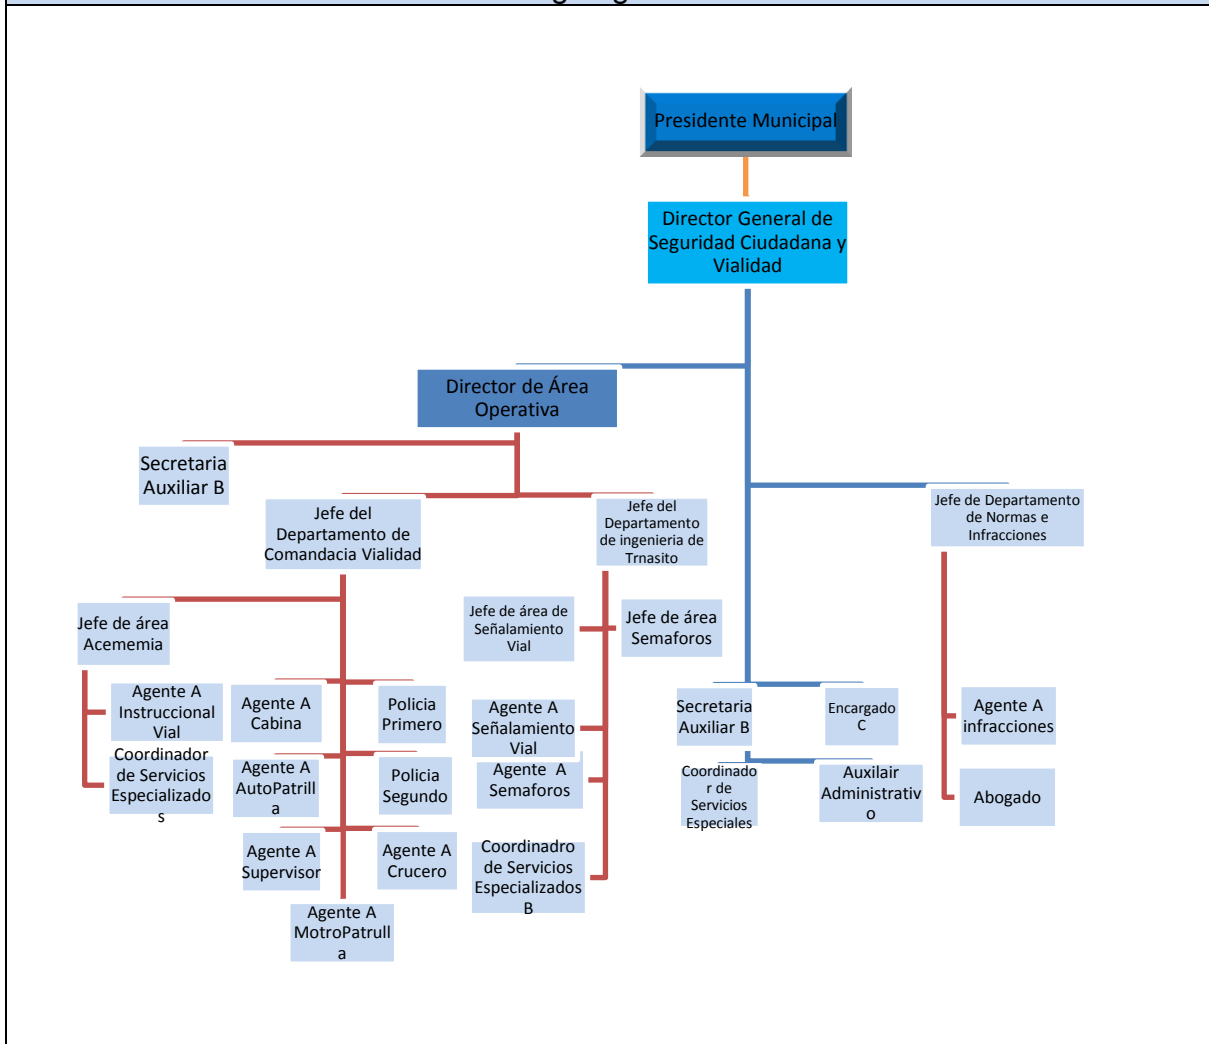 Presidente Municipal
Director General de
Seguridad Ciudadana y
Vialidad
Director de Área
Operativa
Secretaria
Auxiliar B
Jefe del
Departamento de
Comandacia Vialidad
Jefe del
Departamento
de ingenieria de
Trnasito
Jefe de Departamento
de Normas e
Infracciones
Jefe de área
Acememia
Jefe de área de
Señalamiento
Vial
Jefe de área
Semaforos
Agente A
Instruccional
Vial
Coordinador
de Servicios
Especializado
s
Agente A
Cabina
Policia
Primero
Agente A
AutoPatrill
a
Policia
Segundo
Agente A
Supervisor
Agente A
Crucero
Agente A
MotroPatrull
a
Agente A
Señalamiento
Vial
Agente A
Semaforos
Coordinadro
de Servicios
Especializados
B
Secretaria
Auxiliar B
Encargado
C
Coordinado
r de
Servicios
Especiales
Auxilair
Administrativ
o
Agente A
infracciones
Abogado